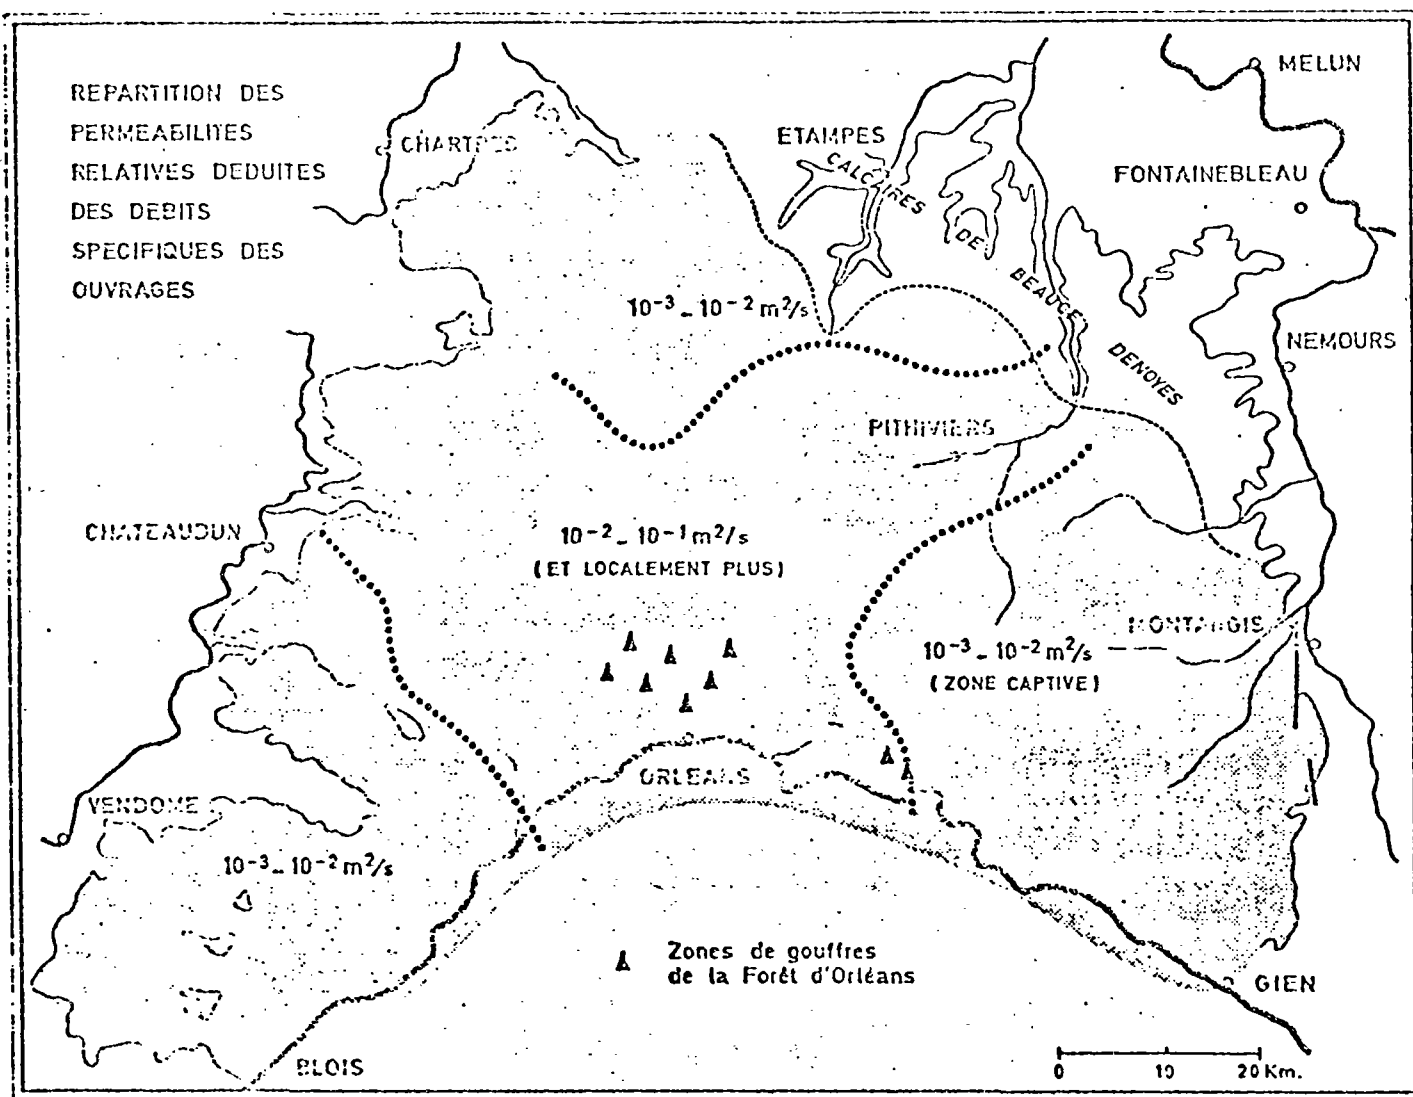 REPARTITION DES
PERMEABILITES
RELATIVES DEDUITES
DES DEBITS
SPECIFIQUES DES
OUVRAGES
CHARTRES
ETAMPES
MELUN
FONTAINEBLEAU
CALCAIRES DE BEAUCE DENOYES
10⁻³ - 10⁻² m²/s
NEMOURS
PITHIVIERS
CHATEAUDUN
10⁻² - 10⁻¹ m²/s
(ET LOCALEMENT PLUS)
MONTARGIS
10⁻³ - 10⁻² m²/s
(ZONE CAPTIVE)
ORLEANS
VENDOME
10⁻³ - 10⁻² m²/s
Zones de gouffres
de la Forêt d'Orléans
GIEN
BLOIS
0 10 20 Km.